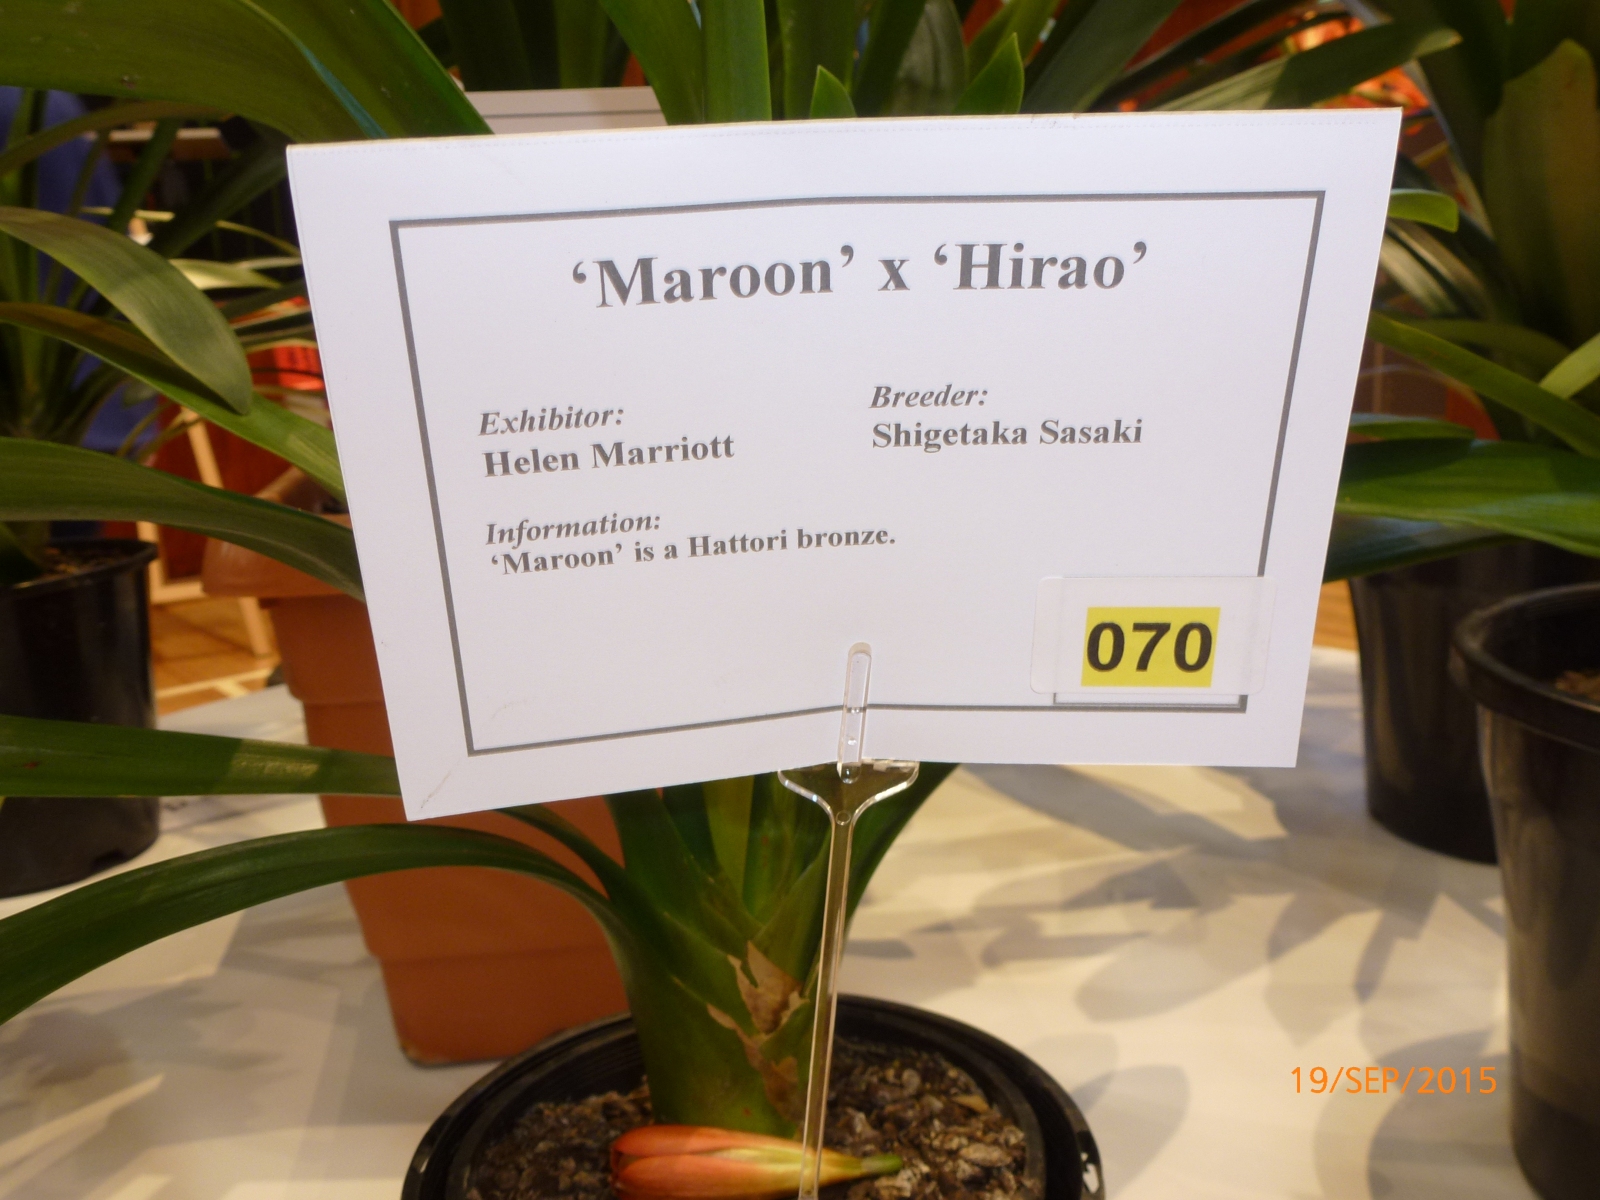 ‘Maroon’ x ‘Hirao’
Exhibitor:
Helen Marriott
Breeder:
Shigetaka Sasaki
Information:
‘Maroon’ is a Hattori bronze.
070
19/SEP/2015